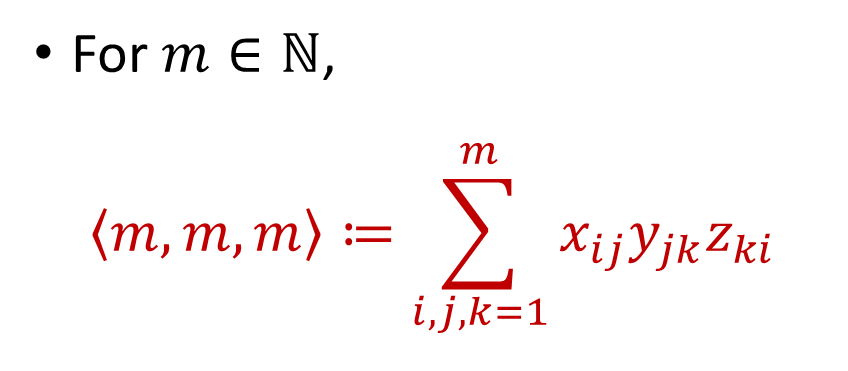 • For 𝑚 ∈ ℕ,
⟨𝑚, 𝑚, 𝑚⟩ ≔ ∑_{𝑖,𝑗,𝑘=1}^{𝑚} 𝑥_{𝑖𝑗}𝑦_{𝑗𝑘}𝑧_{𝑘𝑖}